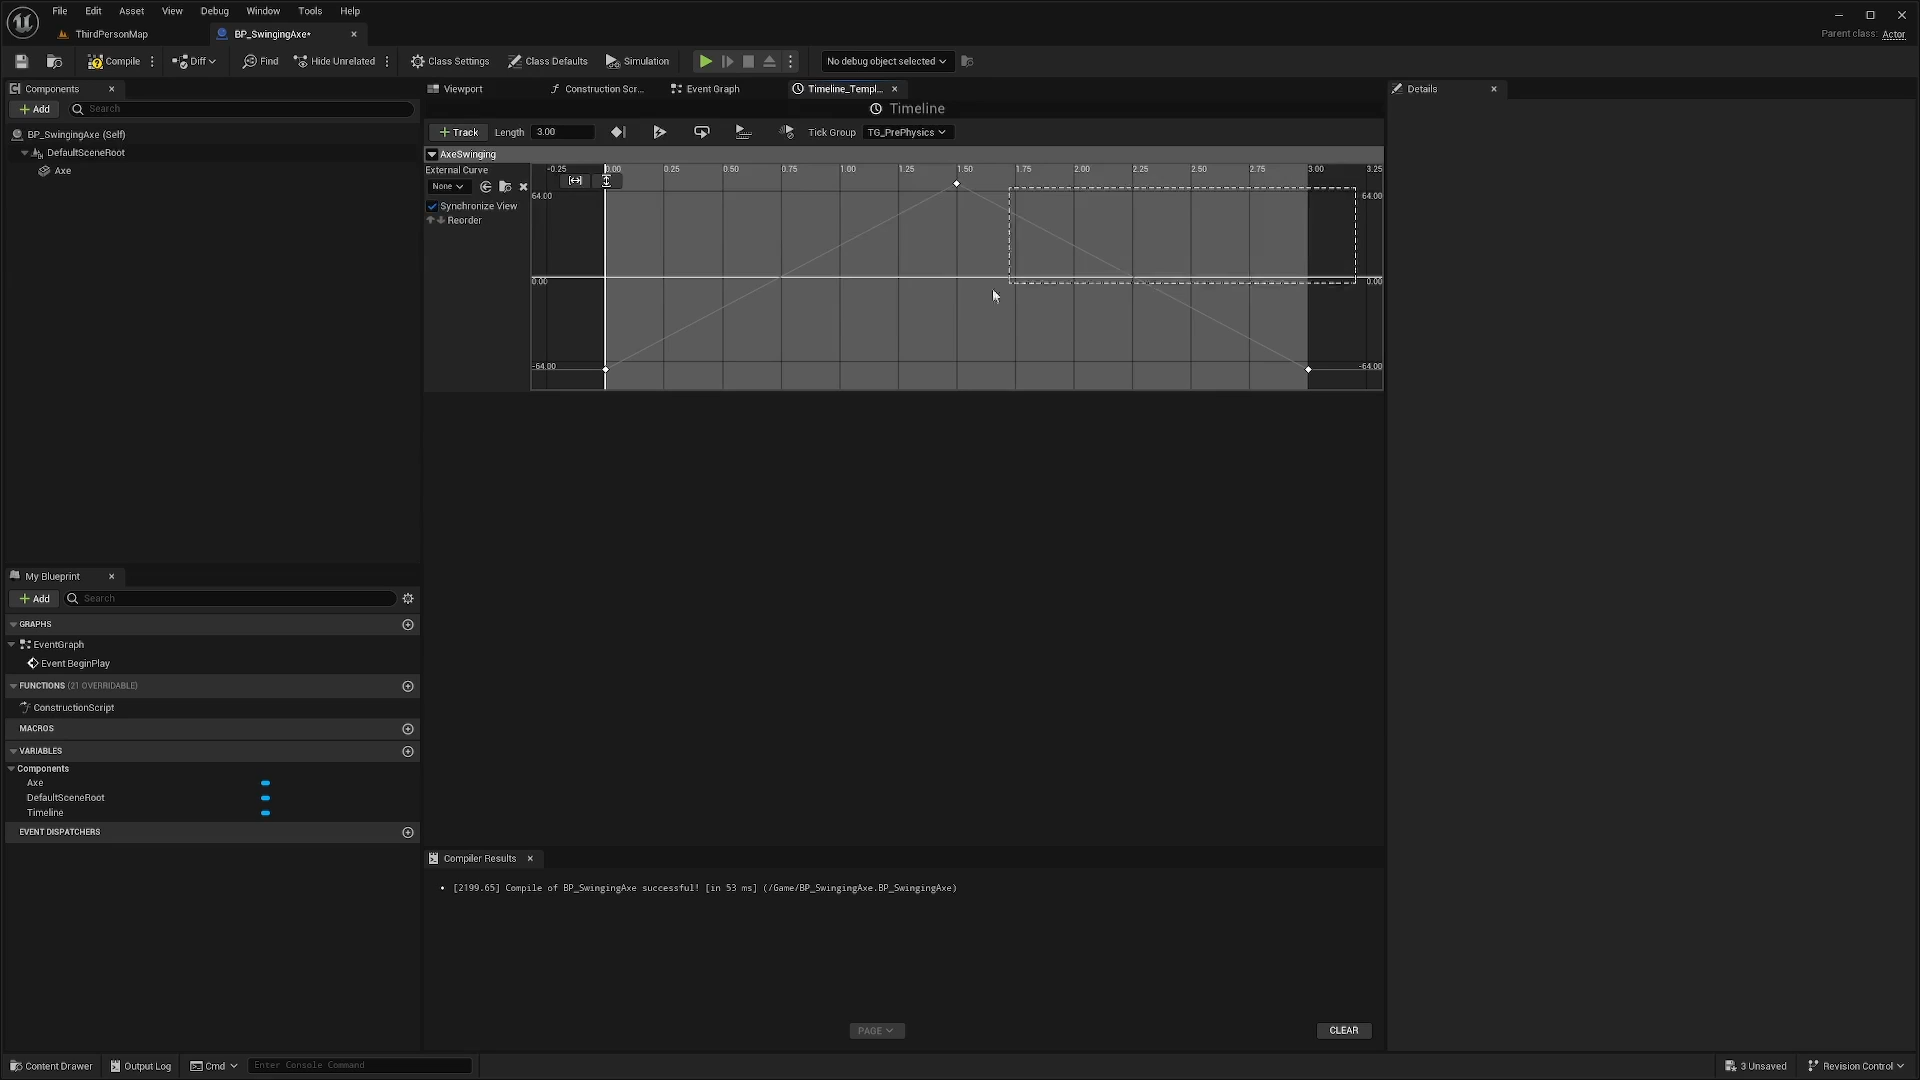 File Edit Asset View Debug Window Tools Help
ThirdPersonMap BP_SwingingAxe* Parent class: Actor
Compile Diff Find Hide Unrelated Class Settings Class Defaults Simulation No debug object selected
Components Viewport Construction Scr... Event Graph Timeline_Templ... Details
Add Search Timeline
BP_SwingingAxe (Self) Track Length 3.00 Tick Group TG_PrePhysics
DefaultSceneRoot AxeSwinging
Axe External Curve -0.25 0.00 0.25 0.50 0.75 1.00 1.25 1.50 1.75 2.00 2.25 2.50 2.75 3.00 3.25
None
64.00 64.00
Synchronize View
Reorder
0.00 0.00
-64.00 -64.00
My Blueprint
Add Search
GRAPHS
EventGraph
Event BeginPlay
FUNCTIONS (21 OVERRIDABLE)
ConstructionScript
MACROS
VARIABLES
Components
Axe
DefaultSceneRoot
Timeline
EVENT DISPATCHERS
Compiler Results
[2199.65] Compile of BP_SwingingAxe successful! [in 53 ms] (/Game/BP_SwingingAxe.BP_SwingingAxe)
PAGE CLEAR
Content Drawer Output Log Cmd Enter Console Command 3 Unsaved Revision Control